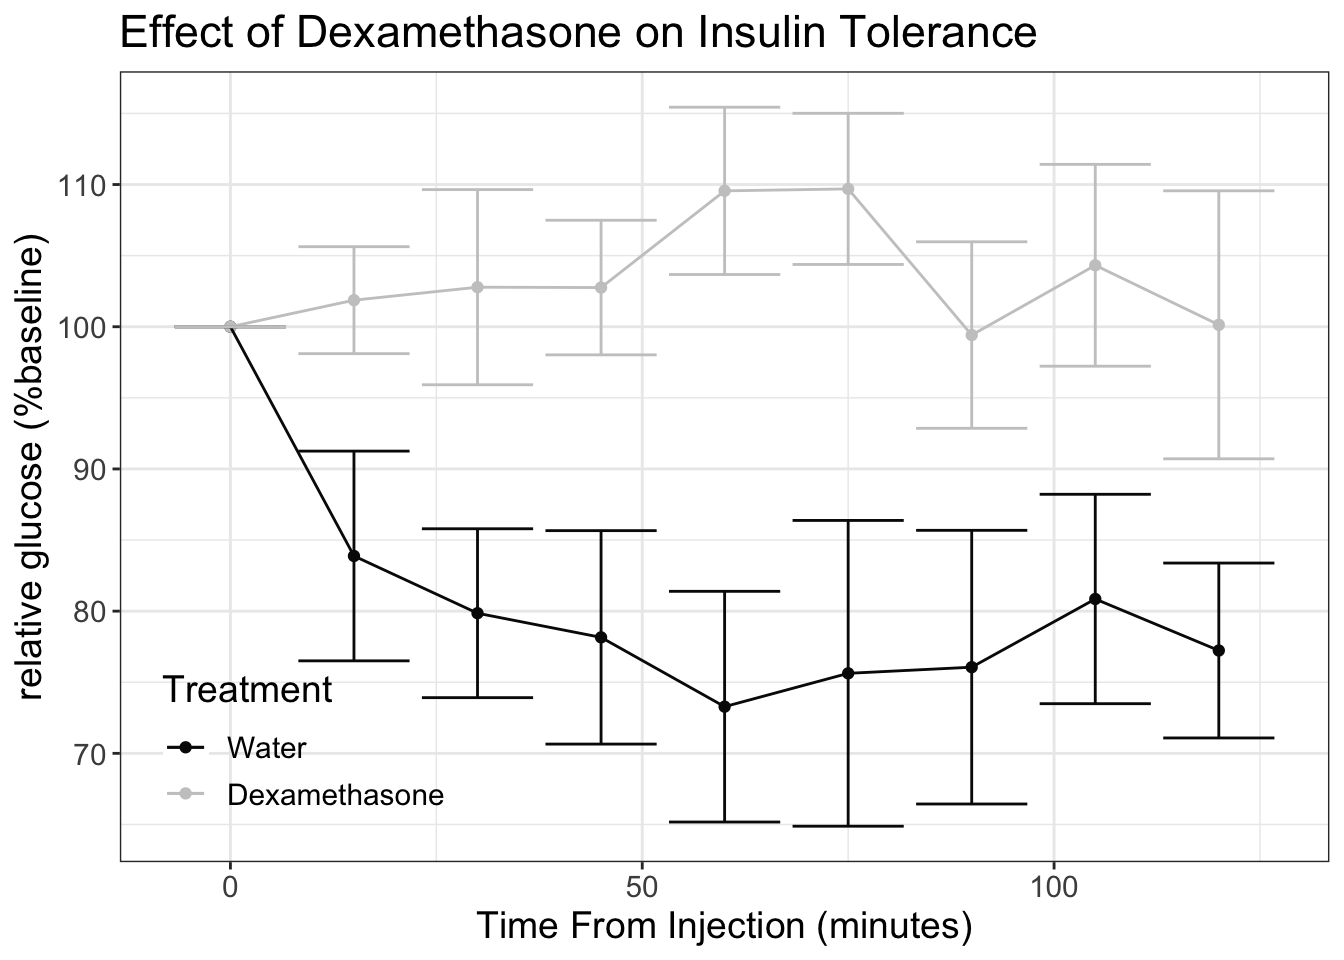 Effect of Dexamethasone on Insulin Tolerance
relative glucose (%baseline)
110
100
90
80
70
Treatment
Water
Dexamethasone
0 50 100
Time From Injection (minutes)